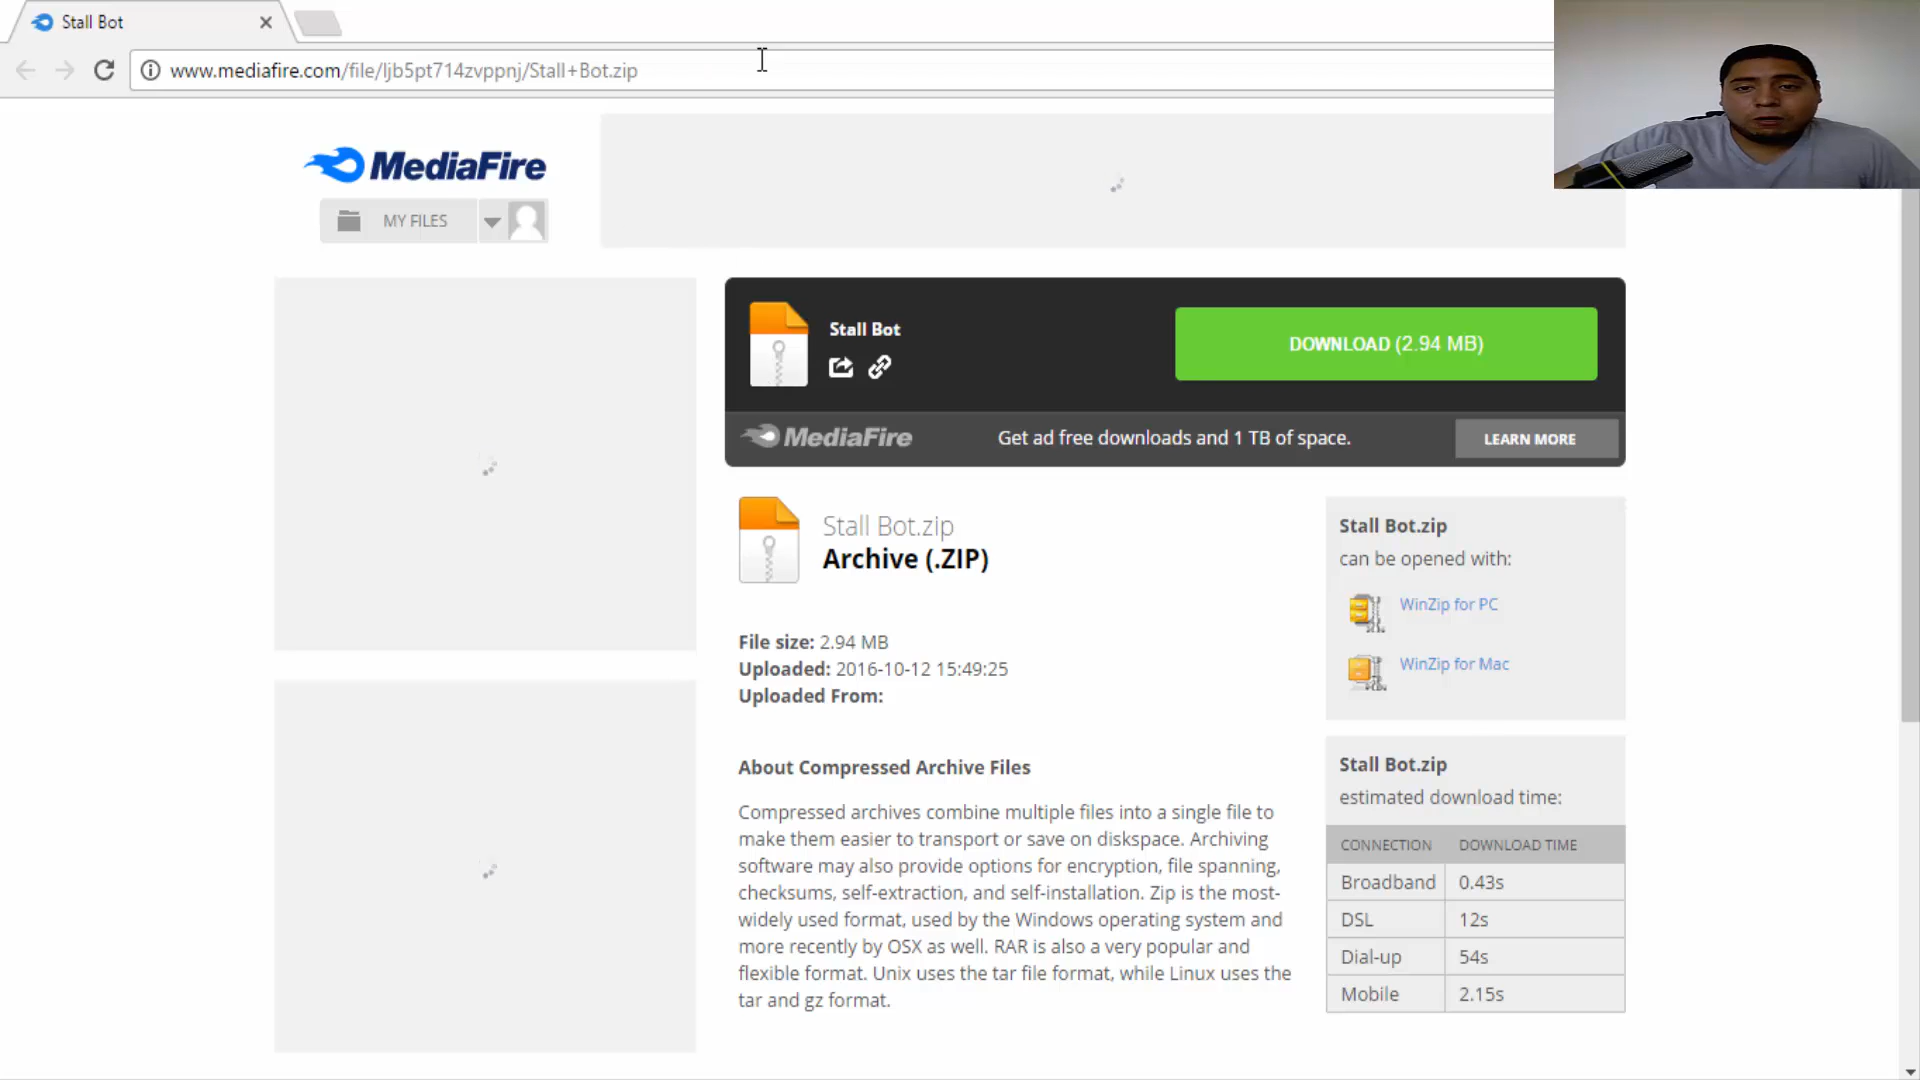 Stall Bot
www.mediafire.com/file/ljb5pt714zvppnj/Stall+Bot.zip
MediaFire
MY FILES
Stall Bot
DOWNLOAD (2.94 MB)
MediaFire
Get ad free downloads and 1 TB of space.
LEARN MORE
Stall Bot.zip
Archive (.ZIP)
File size: 2.94 MB
Uploaded: 2016-10-12 15:49:25
Uploaded From:
About Compressed Archive Files
Compressed archives combine multiple files into a single file to
make them easier to transport or save on diskspace. Archiving
software may also provide options for encryption, file spanning,
checksums, self-extraction, and self-installation. Zip is the most-
widely used format, used by the Windows operating system and
more recently by OSX as well. RAR is also a very popular and
flexible format. Unix uses the tar file format, while Linux uses the
tar and gz format.
Stall Bot.zip
can be opened with:
WinZip for PC
WinZip for Mac
Stall Bot.zip
estimated download time:
CONNECTION DOWNLOAD TIME
Broadband 0.43s
DSL 12s
Dial-up 54s
Mobile 2.15s